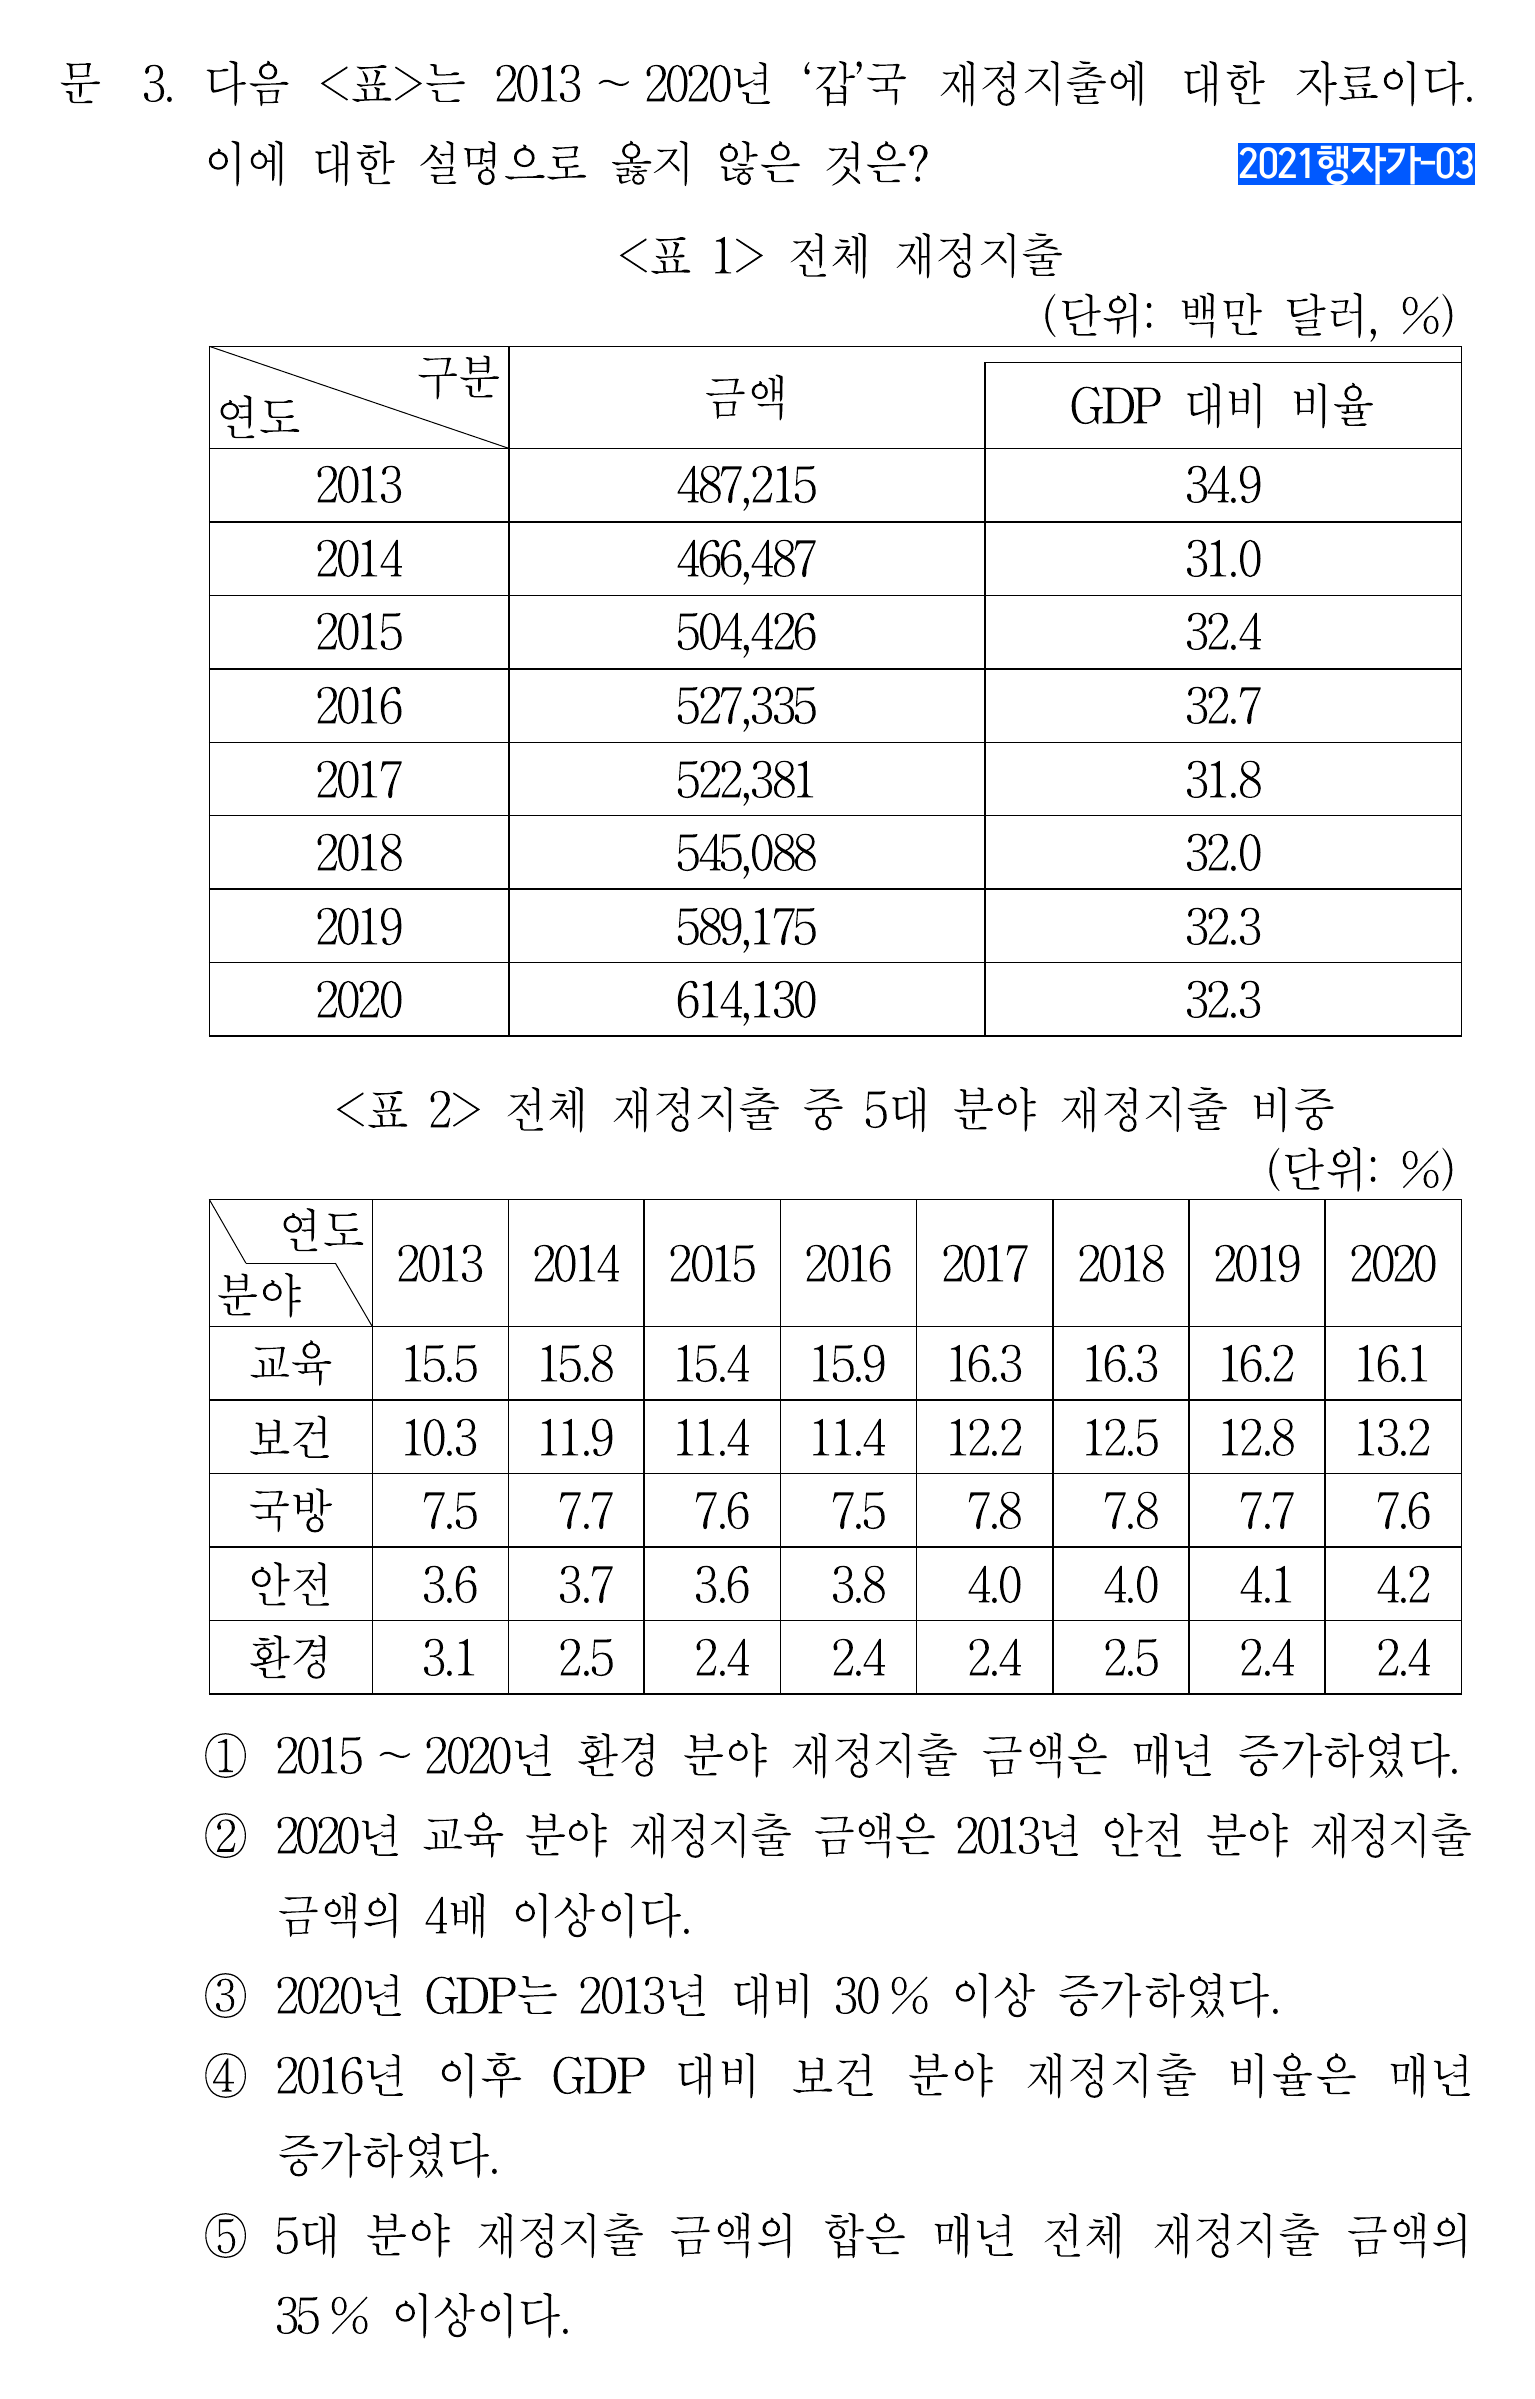 문 3. 다음 <표>는 2013 ~ 2020년 ‘갑’국 재정지출에 대한 자료이다.
이에 대한 설명으로 옳지 않은 것은?
2021행자가-03
<표 1> 전체 재정지출
(단위: 백만 달러, %)
구분
연도
금액
GDP 대비 비율
2013 487,215 34.9
2014 466,487 31.0
2015 504,426 32.4
2016 527,335 32.7
2017 522,381 31.8
2018 545,088 32.0
2019 589,175 32.3
2020 614,130 32.3
<표 2> 전체 재정지출 중 5대 분야 재정지출 비중
(단위: %)
연도
분야
2013 2014 2015 2016 2017 2018 2019 2020
교육 15.5 15.8 15.4 15.9 16.3 16.3 16.2 16.1
보건 10.3 11.9 11.4 11.4 12.2 12.5 12.8 13.2
국방 7.5 7.7 7.6 7.5 7.8 7.8 7.7 7.6
안전 3.6 3.7 3.6 3.8 4.0 4.0 4.1 4.2
환경 3.1 2.5 2.4 2.4 2.4 2.5 2.4 2.4
① 2015 ~ 2020년 환경 분야 재정지출 금액은 매년 증가하였다.
② 2020년 교육 분야 재정지출 금액은 2013년 안전 분야 재정지출
금액의 4배 이상이다.
③ 2020년 GDP는 2013년 대비 30 % 이상 증가하였다.
④ 2016년 이후 GDP 대비 보건 분야 재정지출 비율은 매년
증가하였다.
⑤ 5대 분야 재정지출 금액의 합은 매년 전체 재정지출 금액의
35 % 이상이다.